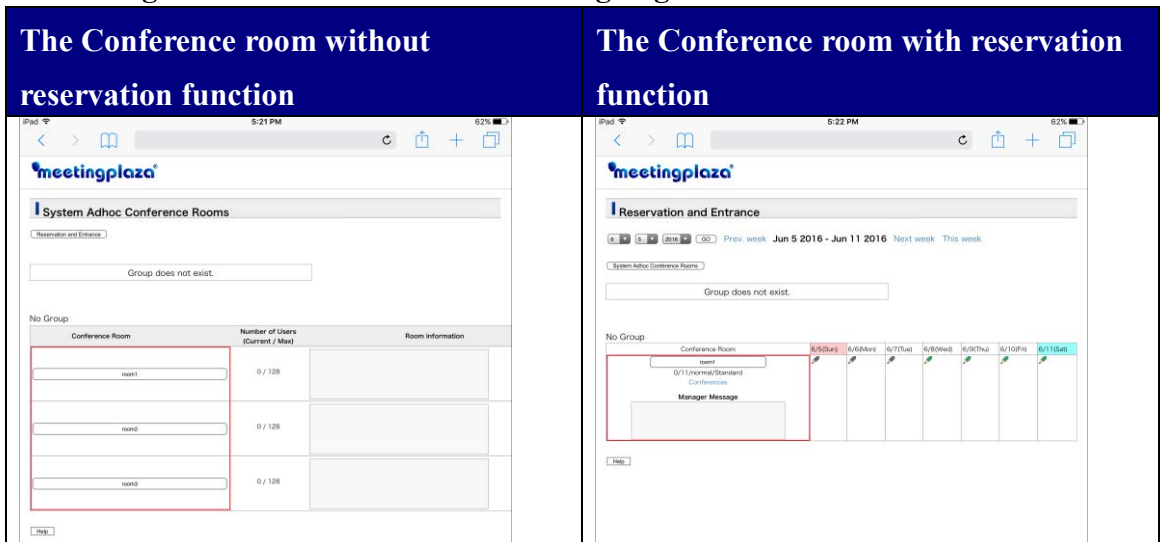 The Conference room without
reservation function
iPad 5:21 PM 62%
meetingplaza
System Adhoc Conference Rooms
Reservation and Entrance
Group does not exist.
No Group
Conference Room Number of Users (Current / Max) Room information
room1 0 / 128
room2 0 / 128
room3 0 / 128
Help
The Conference room with reservation
function
iPad 5:22 PM 62%
meetingplaza
Reservation and Entrance
6 5 2016 GO Prev. week Jun 5 2016 - Jun 11 2016 Next week This week
System Adhoc Conference Rooms
Group does not exist.
No Group
Conference Room 6/5(Sun) 6/6(Mon) 6/7(Tue) 6/8(Wed) 6/9(Thu) 6/10(Fri) 6/11(Sat)
room1
0/11/normal/Standard
Conferences
Manager Message
Help